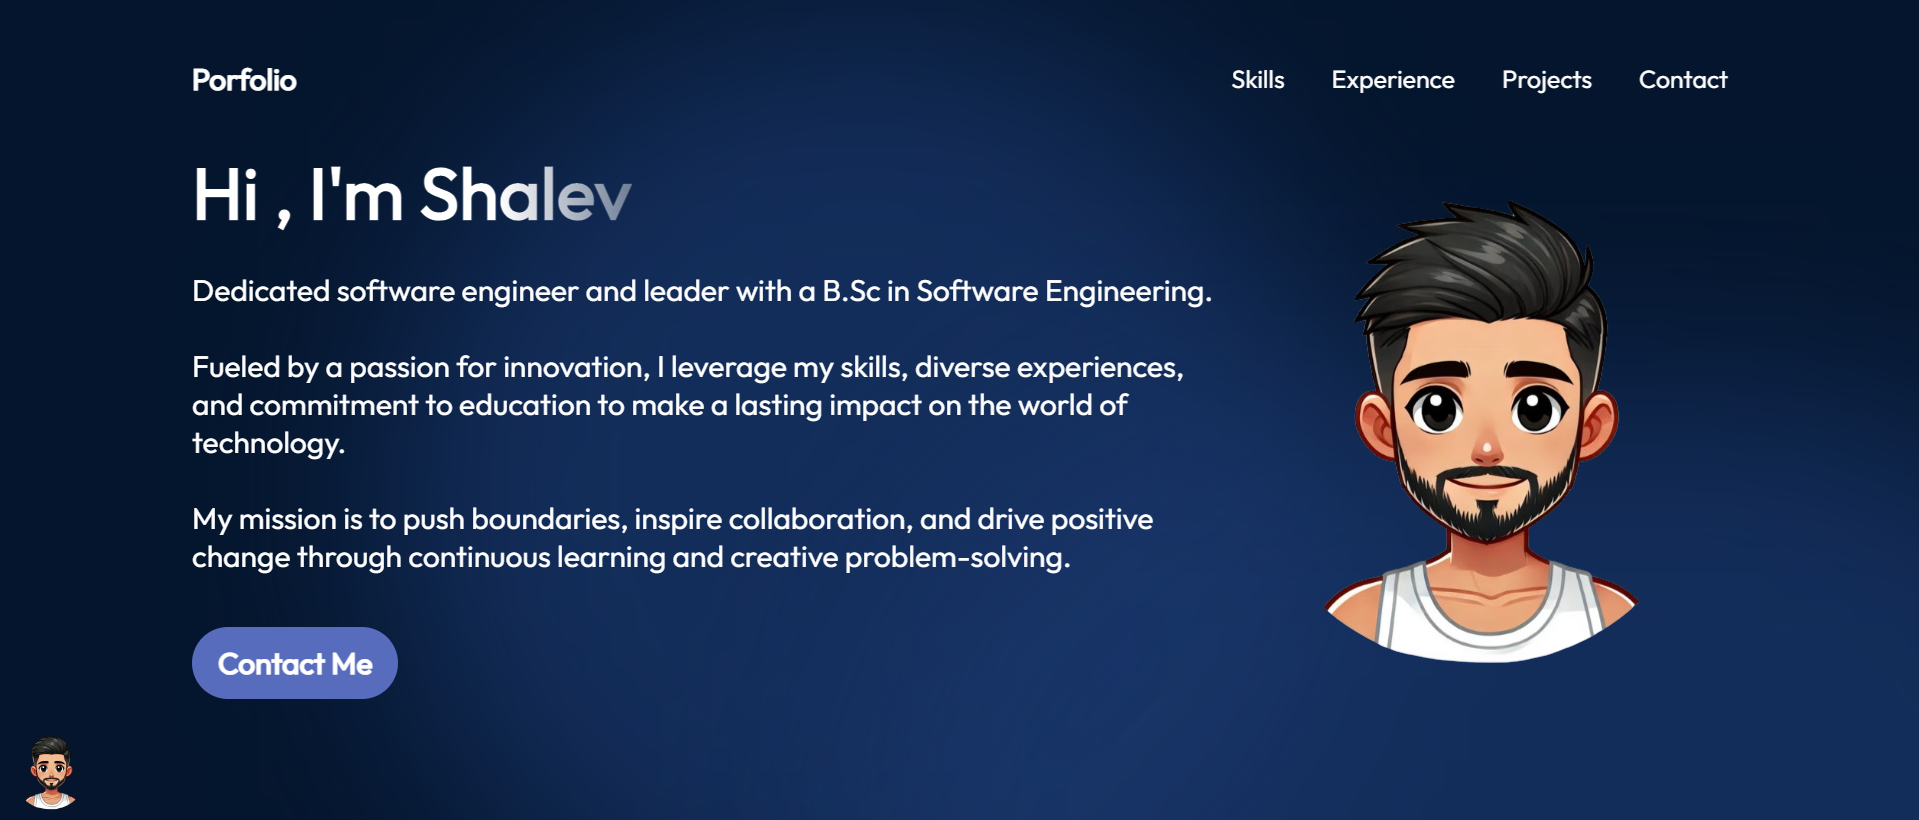 Porfolio
Skills
Experience
Projects
Contact
Hi , I'm Shalev
Dedicated software engineer and leader with a B.Sc in Software Engineering.
Fueled by a passion for innovation, I leverage my skills, diverse experiences,
and commitment to education to make a lasting impact on the world of
technology.
My mission is to push boundaries, inspire collaboration, and drive positive
change through continuous learning and creative problem-solving.
Contact Me